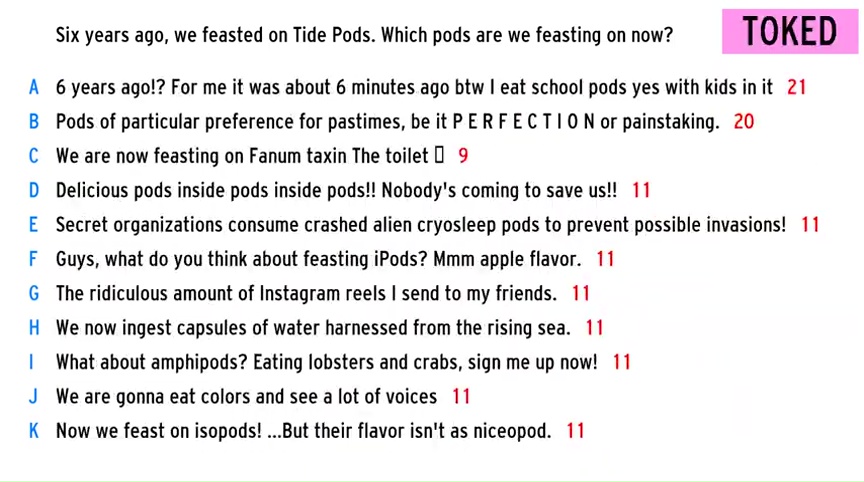 Six years ago, we feasted on Tide Pods. Which pods are we feasting on now?
TOKED
A 6 years ago!? For me it was about 6 minutes ago btw I eat school pods yes with kids in it 21
B Pods of particular preference for pastimes, be it P E R F E C T I O N or painstaking. 20
C We are now feasting on Fanum taxin The toilet ▯ 9
D Delicious pods inside pods inside pods!! Nobody's coming to save us!! 11
E Secret organizations consume crashed alien cryosleep pods to prevent possible invasions! 11
F Guys, what do you think about feasting iPods? Mmm apple flavor. 11
G The ridiculous amount of Instagram reels I send to my friends. 11
H We now ingest capsules of water harnessed from the rising sea. 11
I What about amphipods? Eating lobsters and crabs, sign me up now! 11
J We are gonna eat colors and see a lot of voices 11
K Now we feast on isopods! ...But their flavor isn't as niceopod. 11